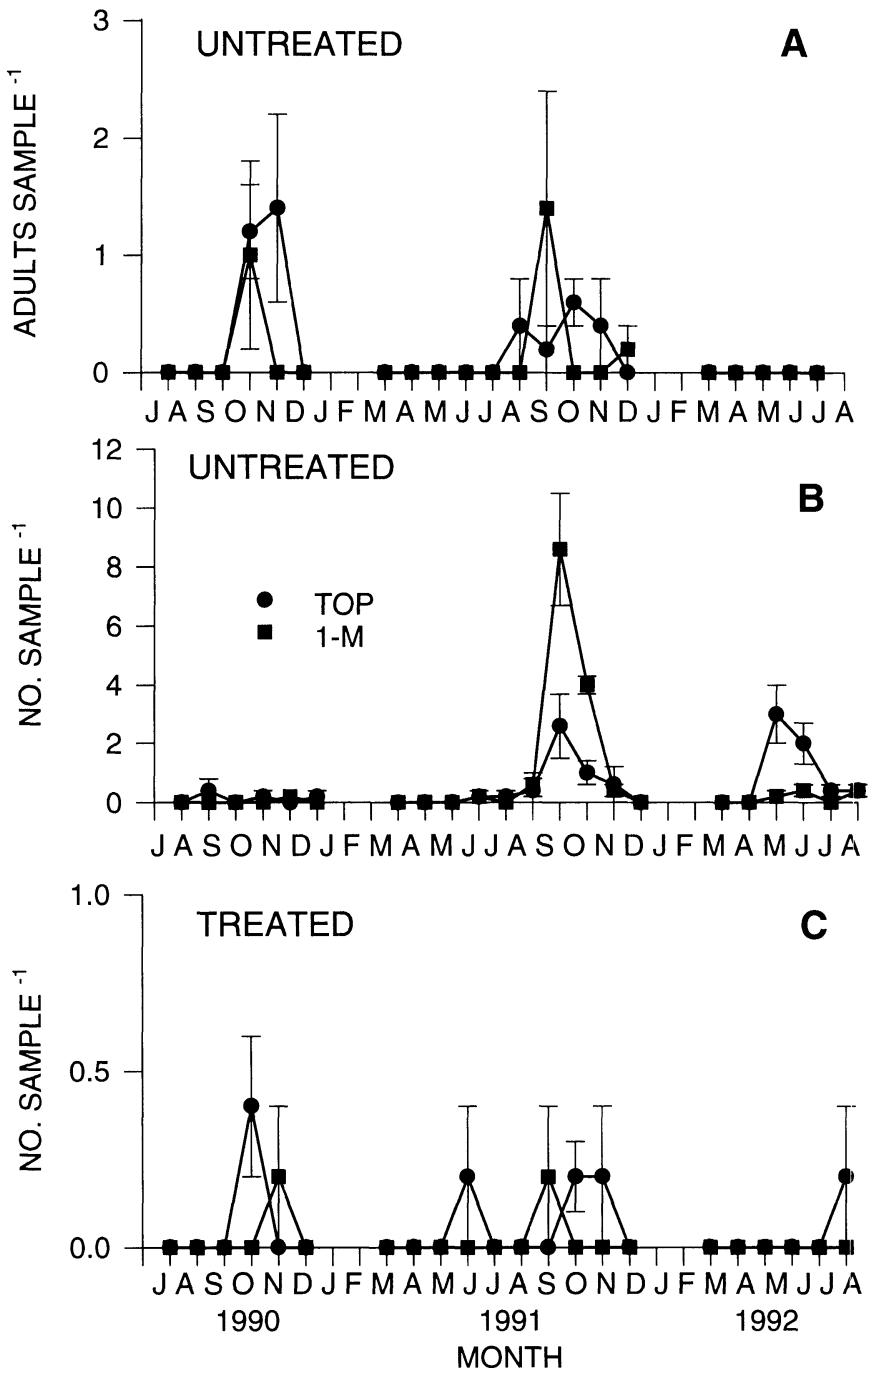 3
UNTREATED
A
2
1
0
ADULTS SAMPLE -1
J A S O N D J F M A M J J A S O N D J F M A M J J A
12
UNTREATED
B
10
8
TOP
6
1-M
4
2
0
NO. SAMPLE -1
J A S O N D J F M A M J J A S O N D J F M A M J J A
1.0
TREATED
C
0.5
0.0
NO. SAMPLE -1
J A S O N D J F M A M J J A S O N D J F M A M J J A
1990 1991 1992
MONTH